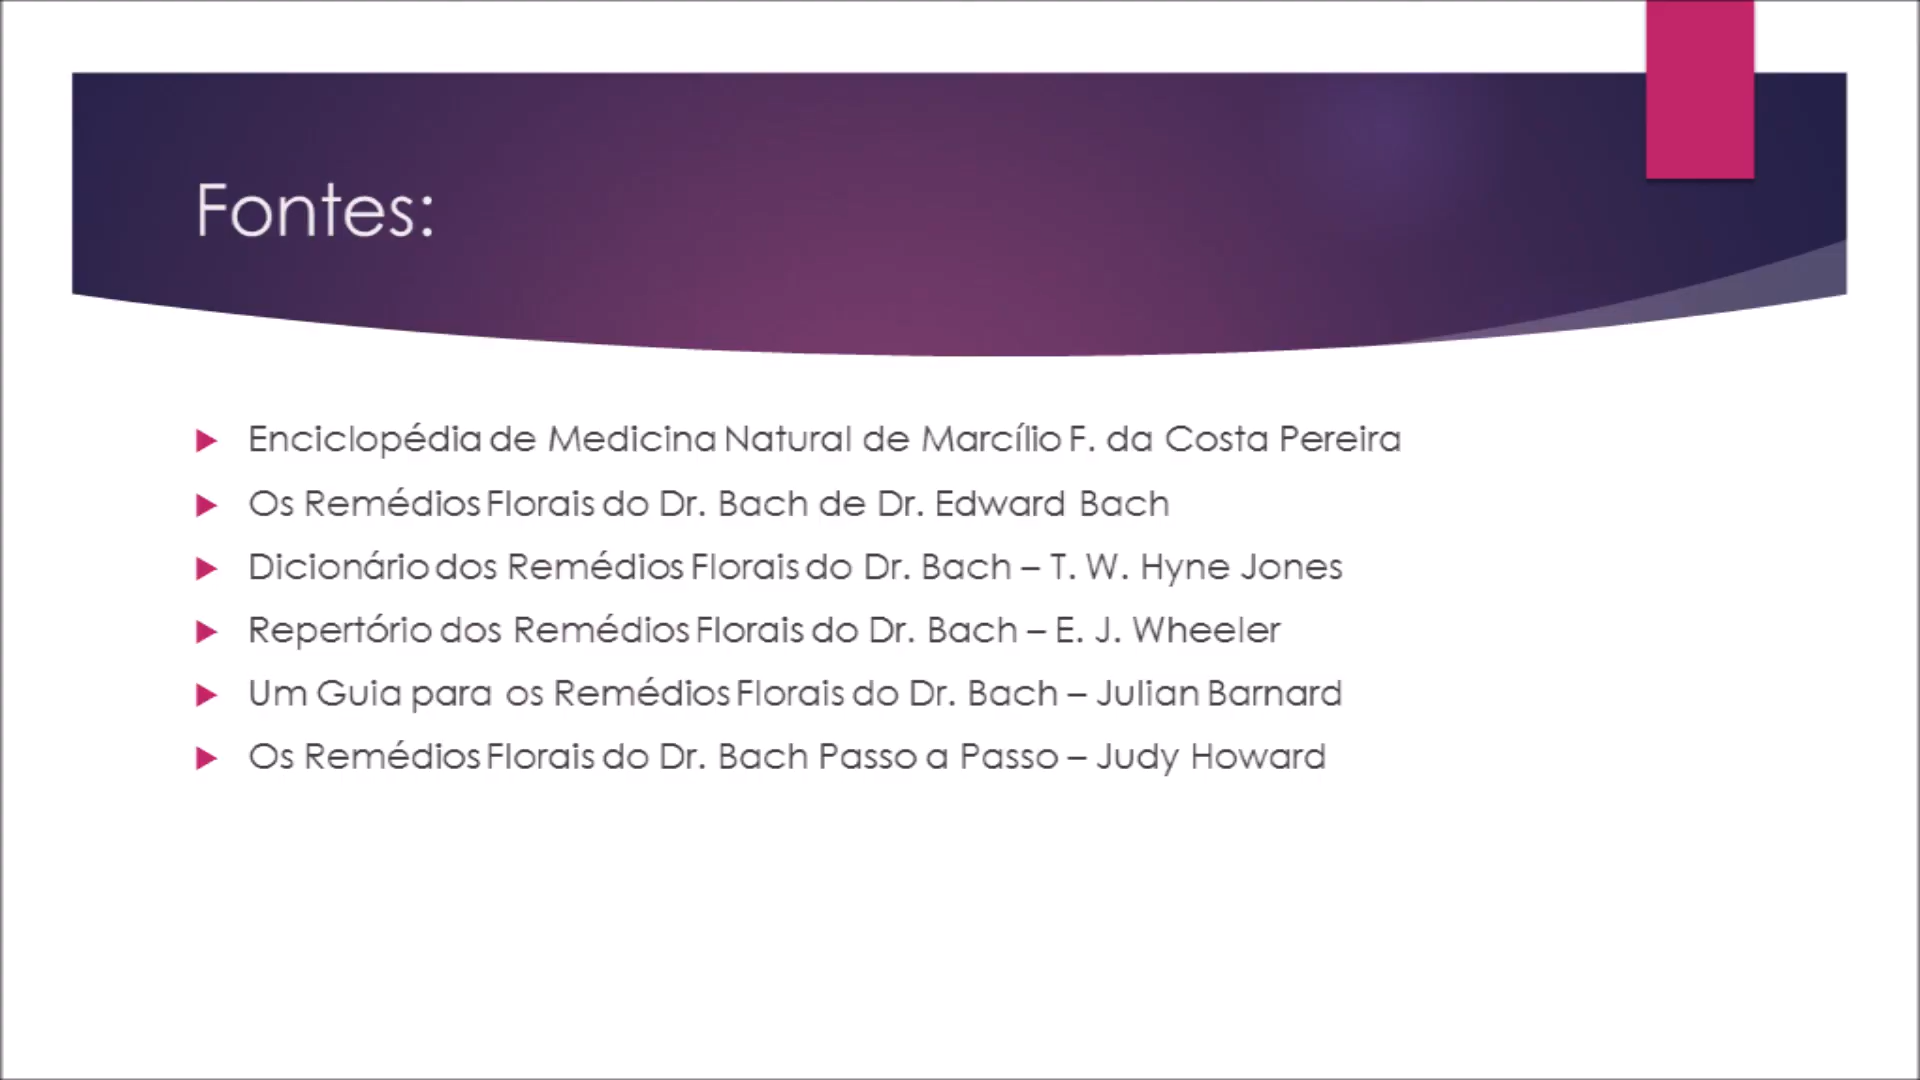 Fontes:
Enciclopédia de Medicina Natural de Marcílio F. da Costa Pereira
Os Remédios Florais do Dr. Bach de Dr. Edward Bach
Dicionário dos Remédios Florais do Dr. Bach – T. W. Hyne Jones
Repertório dos Remédios Florais do Dr. Bach – E. J. Wheeler
Um Guia para os Remédios Florais do Dr. Bach – Julian Barnard
Os Remédios Florais do Dr. Bach Passo a Passo – Judy Howard